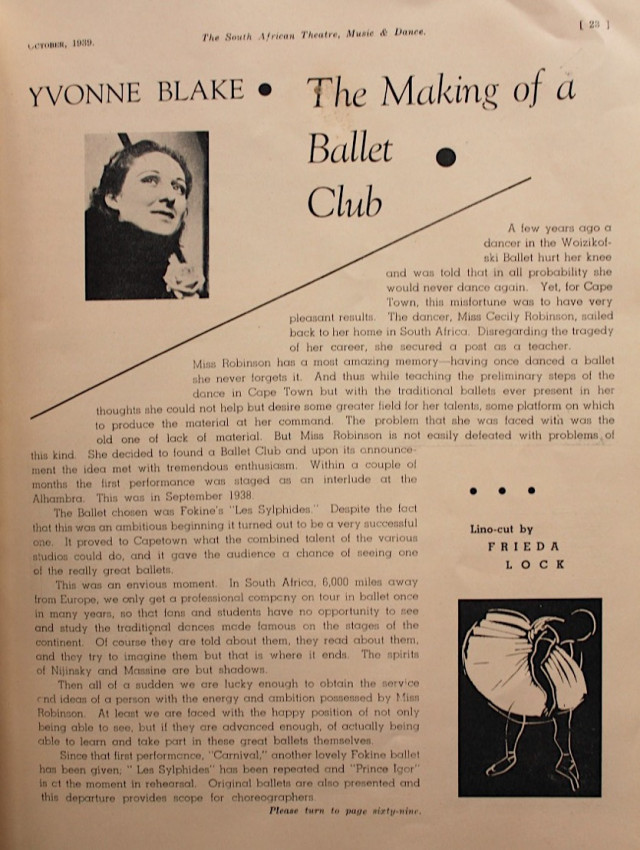 OCTOBER, 1939.
The South African Theatre, Music & Dance.
[ 23 ]
YVONNE BLAKE ●
The Making of a
Ballet ●
Club
A few years ago a
dancer in the Woizikof-
ski Ballet hurt her knee
and was told that in all probability she
would never dance again. Yet, for Cape
Town, this misfortune was to have very
pleasant results. The dancer, Miss Cecily Robinson, sailed
back to her home in South Africa. Disregarding the tragedy
of her career, she secured a post as a teacher.
Miss Robinson has a most amazing memory—having once danced a ballet
she never forgets it. And thus while teaching the preliminary steps of the
dance in Cape Town but with the traditional ballets ever present in her
thoughts she could not help but desire some greater field for her talents, some platform on which
to produce the material at her command. The problem that she was faced with was the
old one of lack of material. But Miss Robinson is not easily defeated with problems of
this kind. She decided to found a Ballet Club and upon its announce-
ment the idea met with tremendous enthusiasm. Within a couple of
months the first performance was staged as an interlude at the
Alhambra. This was in September 1938.
The Ballet chosen was Fokine's "Les Sylphides." Despite the fact
that this was an ambitious beginning it turned out to be a very successful
one. It proved to Capetown what the combined talent of the various
studios could do, and it gave the audience a chance of seeing one
of the really great ballets.
This was an envious moment. In South Africa, 6,000 miles away
from Europe, we only get a professional company on tour in ballet once
in many years, so that fans and students have no opportunity to see
and study the traditional dances made famous on the stages of the
continent. Of course they are told about them, they read about them,
and they try to imagine them but that is where it ends. The spirits
of Nijinsky and Massine are but shadows.
Then all of a sudden we are lucky enough to obtain the service
and ideas of a person with the energy and ambition possessed by Miss
Robinson. At least we are faced with the happy position of not only
being able to see, but if they are advanced enough, of actually being
able to learn and take part in these great ballets themselves.
Since that first performance, "Carnival," another lovely Fokine ballet
has been given; " Les Sylphides" has been repeated and "Prince Igor"
is at the moment in rehearsal. Original ballets are also presented and
this departure provides scope for choreographers.
Please turn to page sixty-nine.
● ● ●
Lino-cut by
FRIEDA
LOCK